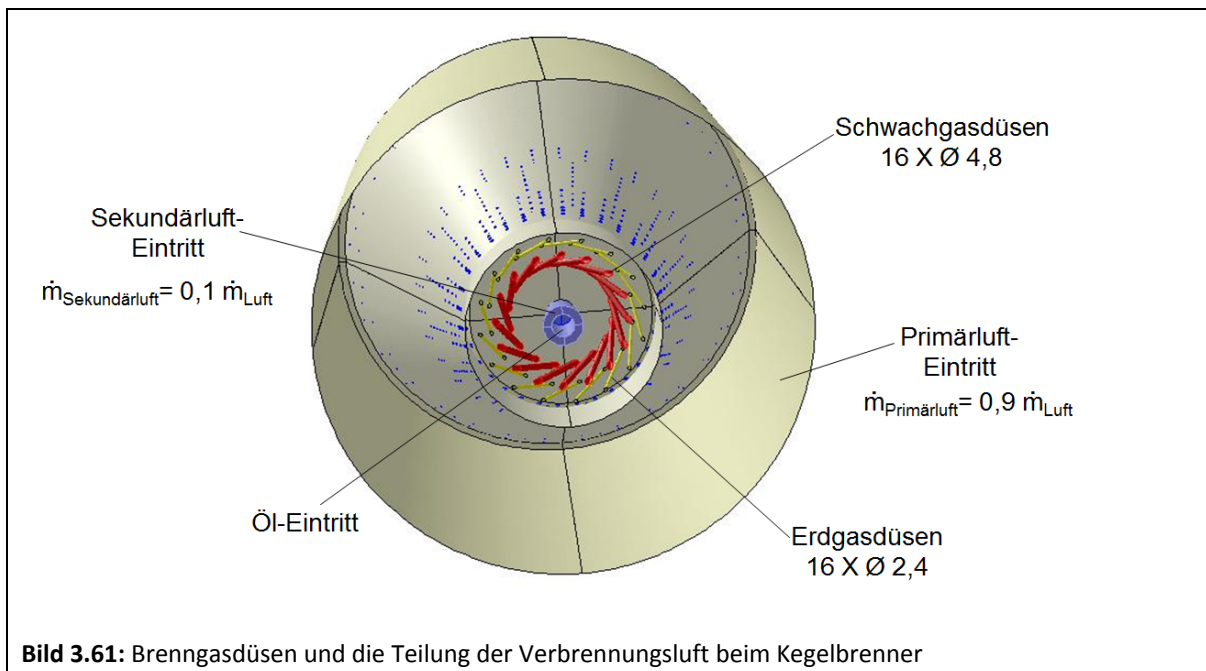 Schwachgasdüsen
16 X Ø 4,8
Sekundärluft-
Eintritt
ṁSekundärluft= 0,1 ṁLuft
Primärluft-
Eintritt
ṁPrimärluft= 0,9 ṁLuft
Öl-Eintritt
Erdgasdüsen
16 X Ø 2,4
Bild 3.61: Brenngasdüsen und die Teilung der Verbrennungsluft beim Kegelbrenner